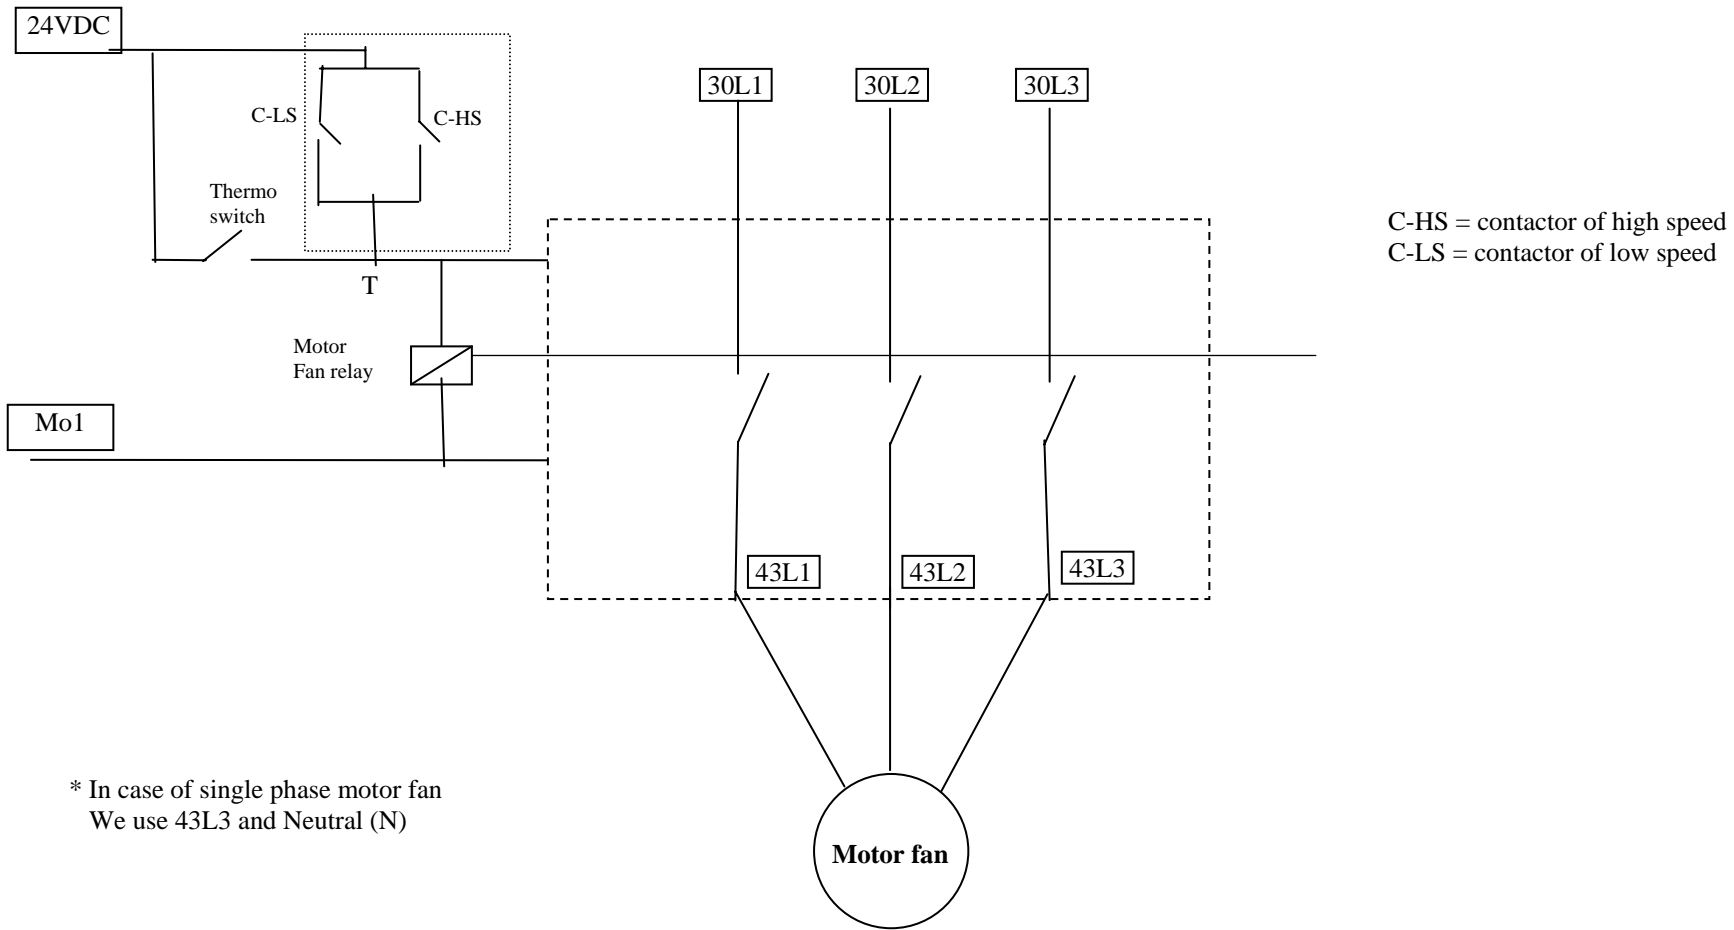 24VDC
30L1
30L2
30L3
C-LS
C-HS
Thermo
switch
C-HS = contactor of high speed
C-LS = contactor of low speed
T
Motor
Fan relay
Mo1
43L1
43L2
43L3
* In case of single phase motor fan
We use 43L3 and Neutral (N)
Motor fan